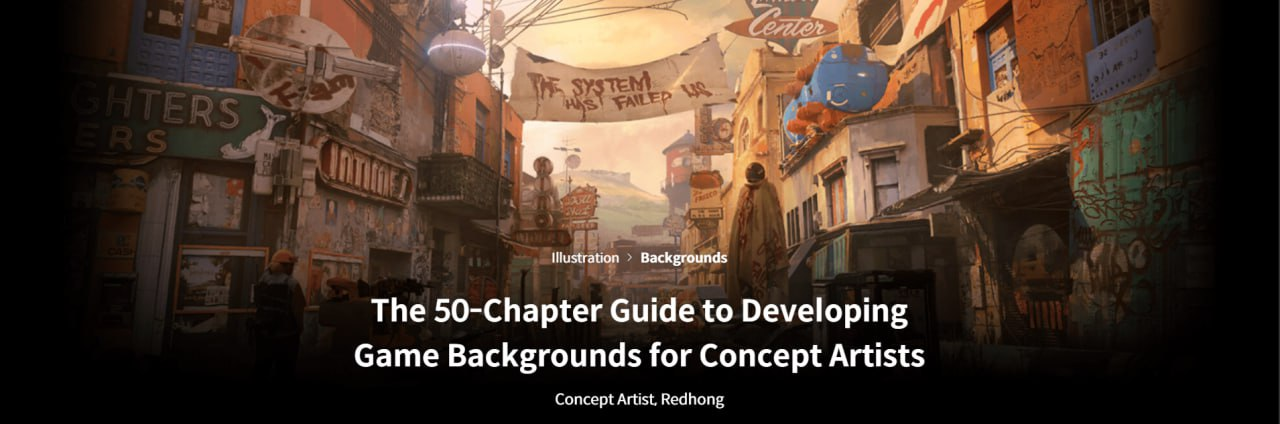 Center
THE SYSTEM
HAS FAILED US
GHTERS
ERS
Illustration > Backgrounds
The 50-Chapter Guide to Developing
Game Backgrounds for Concept Artists
Concept Artist, Redhong